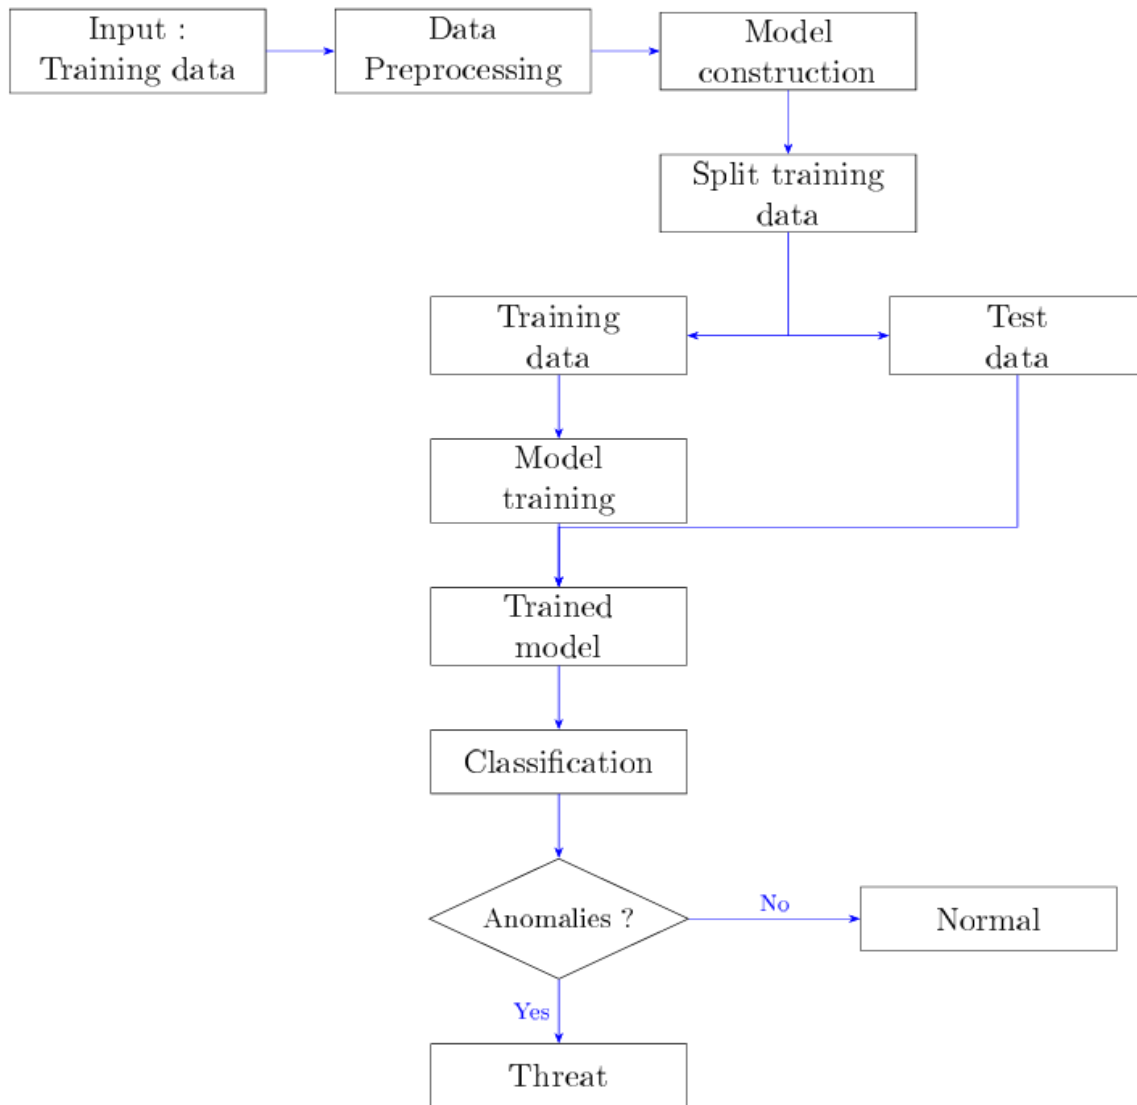 Input :
Training data
Data
Preprocessing
Model
construction
Split training
data
Training
data
Test
data
Model
training
Trained
model
Classification
Anomalies ?
No
Normal
Yes
Threat